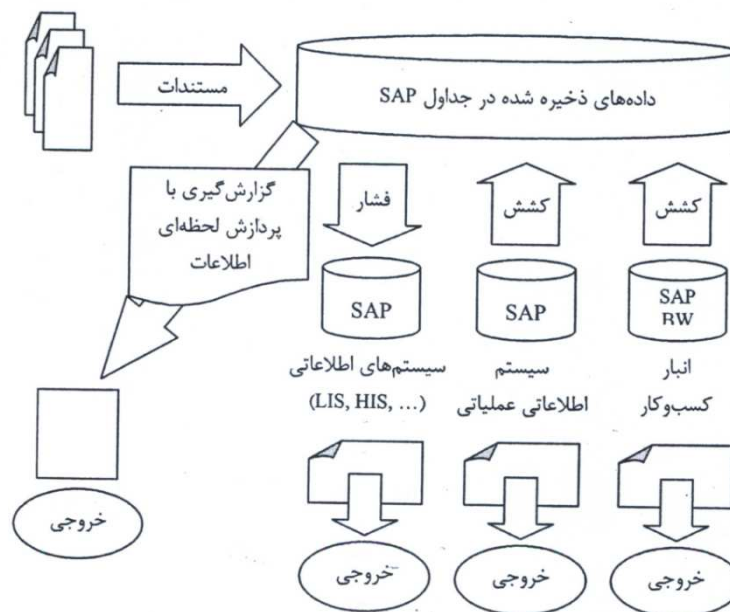 مستندات
داده‌های ذخیره شده در جداول SAP
گزارش‌گیری با
پردازش لحظه‌ای
اطلاعات
فشار
کشش
کشش
SAP
SAP
SAP
BW
سیستم‌های اطلاعاتی
(LIS, HIS, …)
سیستم
اطلاعاتی عملیاتی
انبار
کسب‌وکار
خروجی
خروجی
خروجی
خروجی